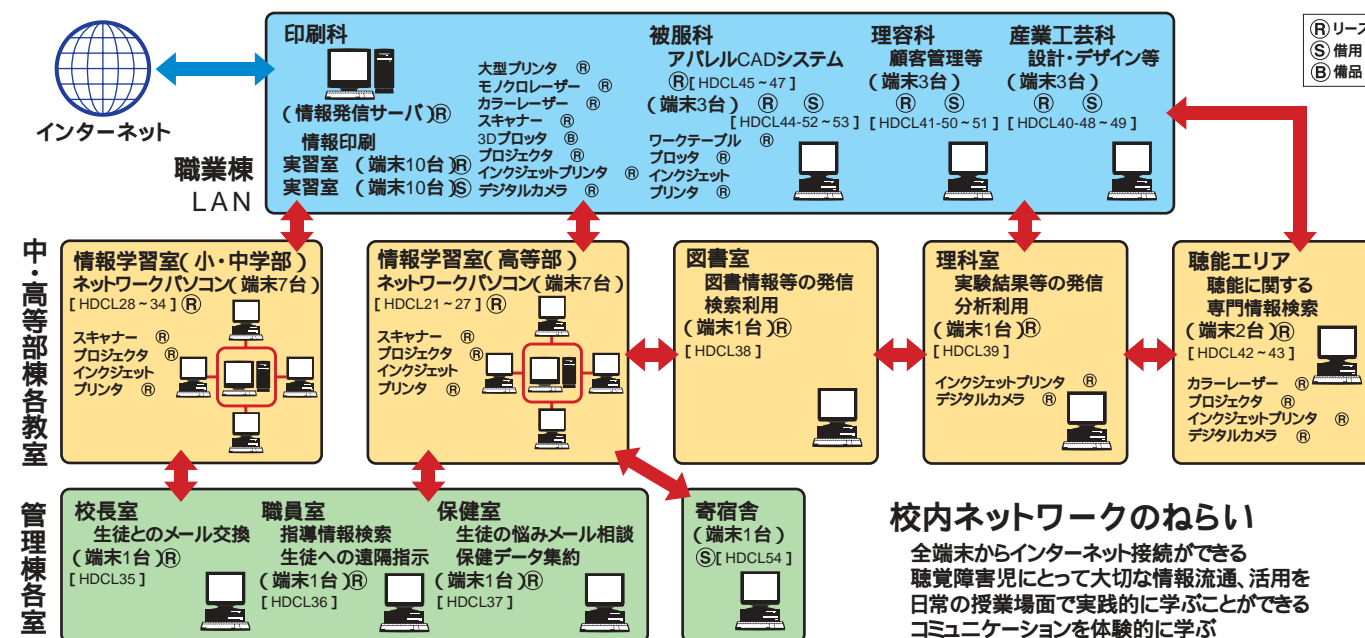 インターネット
職業棟
LAN
印刷科
(情報発信サーバ)Ⓡ
情報印刷
実習室 (端末10台)Ⓡ
実習室 (端末10台)Ⓢ
大型プリンタ Ⓡ
モノクロレーザー Ⓡ
カラーレーザー Ⓡ
スキャナー Ⓡ
3Dプロッタ Ⓑ
プロジェクタ Ⓡ
インクジェットプリンタ Ⓡ
デジタルカメラ Ⓡ
被服科
アパレルCADシステム
Ⓡ[HDCL45~47]
(端末3台) Ⓡ Ⓢ
[HDCL44-52~53]
ワークテーブル Ⓡ
プロッタ Ⓡ
インクジェット
プリンタ Ⓡ
理容科
顧客管理等
(端末3台)
Ⓡ Ⓢ
[HDCL41-50~51]
産業工芸科
設計・デザイン等
(端末3台)
Ⓡ Ⓢ
[HDCL40-48~49]
Ⓡリース
Ⓢ借用
Ⓑ備品
中・高等部棟各教室
情報学習室(小・中学部)
ネットワークパソコン(端末7台)
[HDCL28~34]Ⓡ
スキャナー Ⓡ
プロジェクタ Ⓡ
インクジェット
プリンタ Ⓡ
情報学習室(高等部)
ネットワークパソコン(端末7台)
[HDCL21~27]Ⓡ
スキャナー Ⓡ
プロジェクタ Ⓡ
インクジェット
プリンタ Ⓡ
図書室
図書情報等の発信
検索利用
(端末1台)Ⓡ
[HDCL38]
理科室
実験結果等の発信
分析利用
(端末1台)Ⓡ
[HDCL39]
インクジェットプリンタ Ⓡ
デジタルカメラ Ⓡ
聴能エリア
聴能に関する
専門情報検索
(端末2台)Ⓡ
[HDCL42~43]
カラーレーザー Ⓡ
プロジェクタ Ⓡ
インクジェットプリンタ Ⓡ
デジタルカメラ Ⓡ
管理棟各室
校長室
生徒とのメール交換
(端末1台)Ⓡ
[HDCL35]
職員室
指導情報検索
生徒への遠隔指示
(端末1台)Ⓡ
[HDCL36]
保健室
生徒の悩みメール相談
保健データ集約
(端末1台)Ⓡ
[HDCL37]
寄宿舎
(端末1台)
Ⓢ[HDCL54]
校内ネットワークのねらい
全端末からインターネット接続ができる
聴覚障害児にとって大切な情報流通、活用を
日常の授業場面で実践的に学ぶことができる
コミュニケーションを体験的に学ぶ